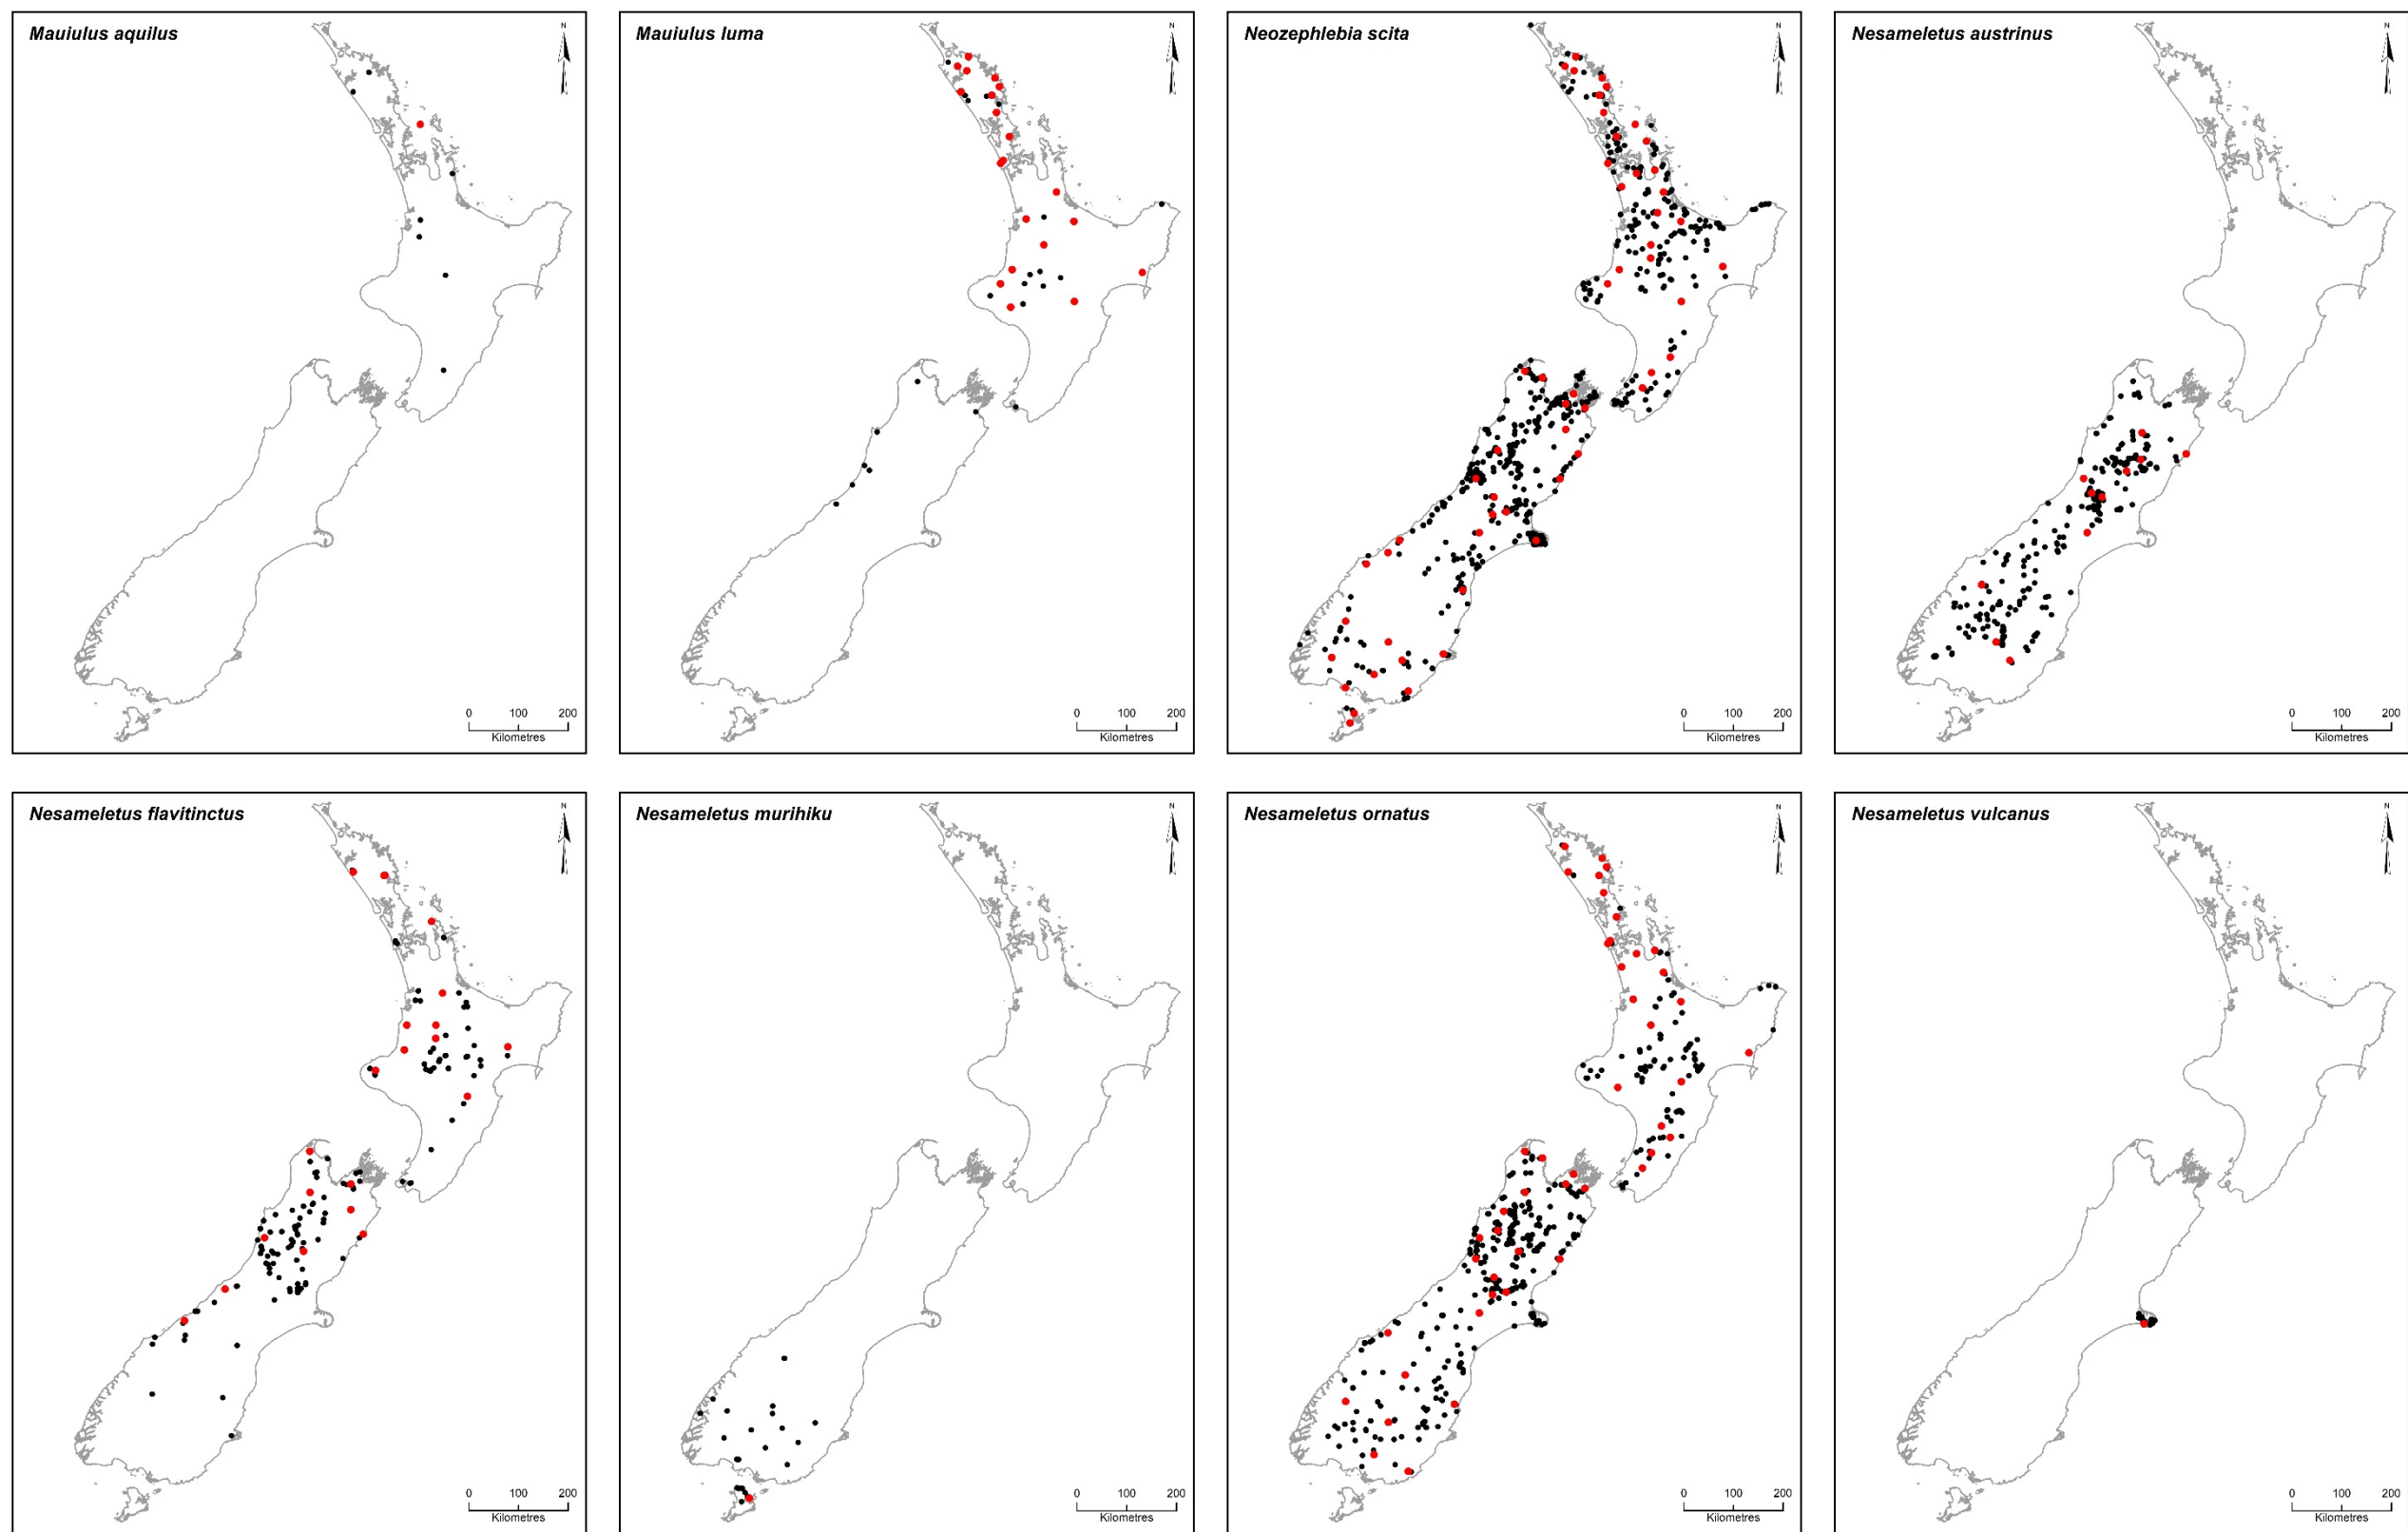 Mauiulus aquilus
N
0 100 200
Kilometres
Mauiulus luma
N
0 100 200
Kilometres
Neozephlebia scita
N
0 100 200
Kilometres
Nesameletus austrinus
N
0 100 200
Kilometres
Nesameletus flavitinctus
N
0 100 200
Kilometres
Nesameletus murihiku
N
0 100 200
Kilometres
Nesameletus ornatus
N
0 100 200
Kilometres
Nesameletus vulcanus
N
0 100 200
Kilometres